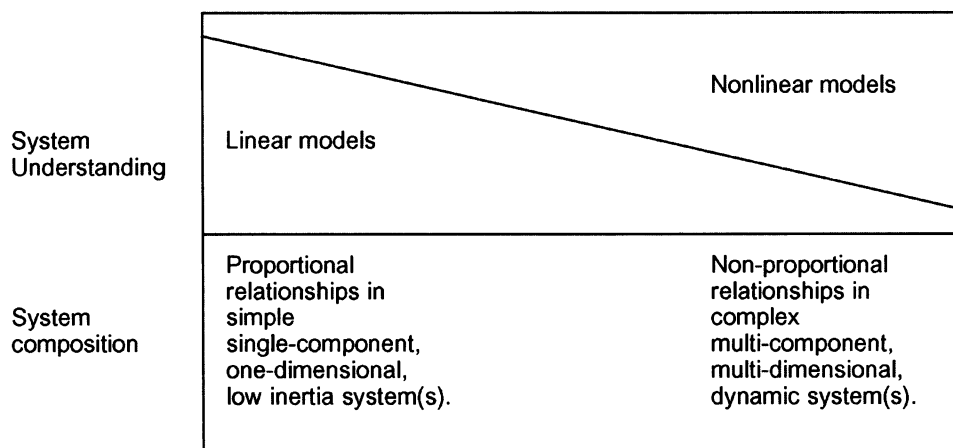 Nonlinear models
System
Understanding
Linear models
System
composition
Proportional
relationships in
simple
single-component,
one-dimensional,
low inertia system(s).
Non-proportional
relationships in
complex
multi-component,
multi-dimensional,
dynamic system(s).